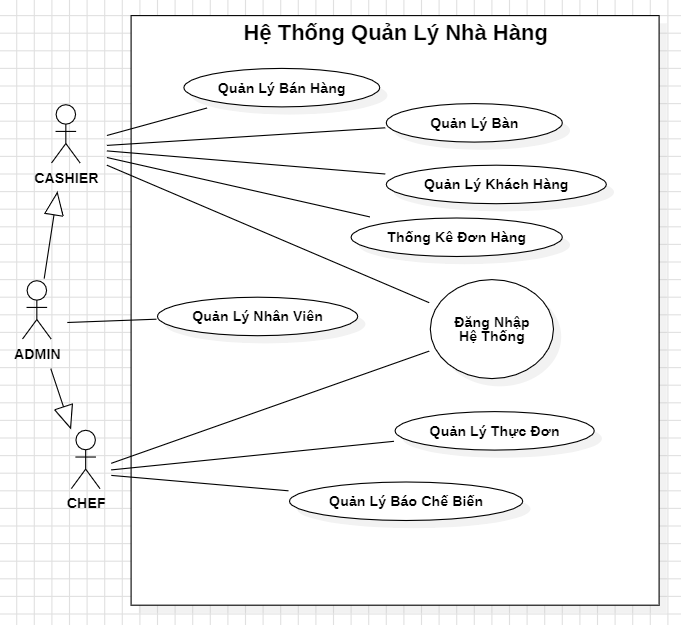 Hệ Thống Quản Lý Nhà Hàng
Quản Lý Bán Hàng
Quản Lý Bàn
CASHIER
Quản Lý Khách Hàng
Thống Kê Đơn Hàng
Quản Lý Nhân Viên
Đăng Nhập
Hệ Thống
ADMIN
Quản Lý Thực Đơn
CHEF
Quản Lý Báo Chế Biến